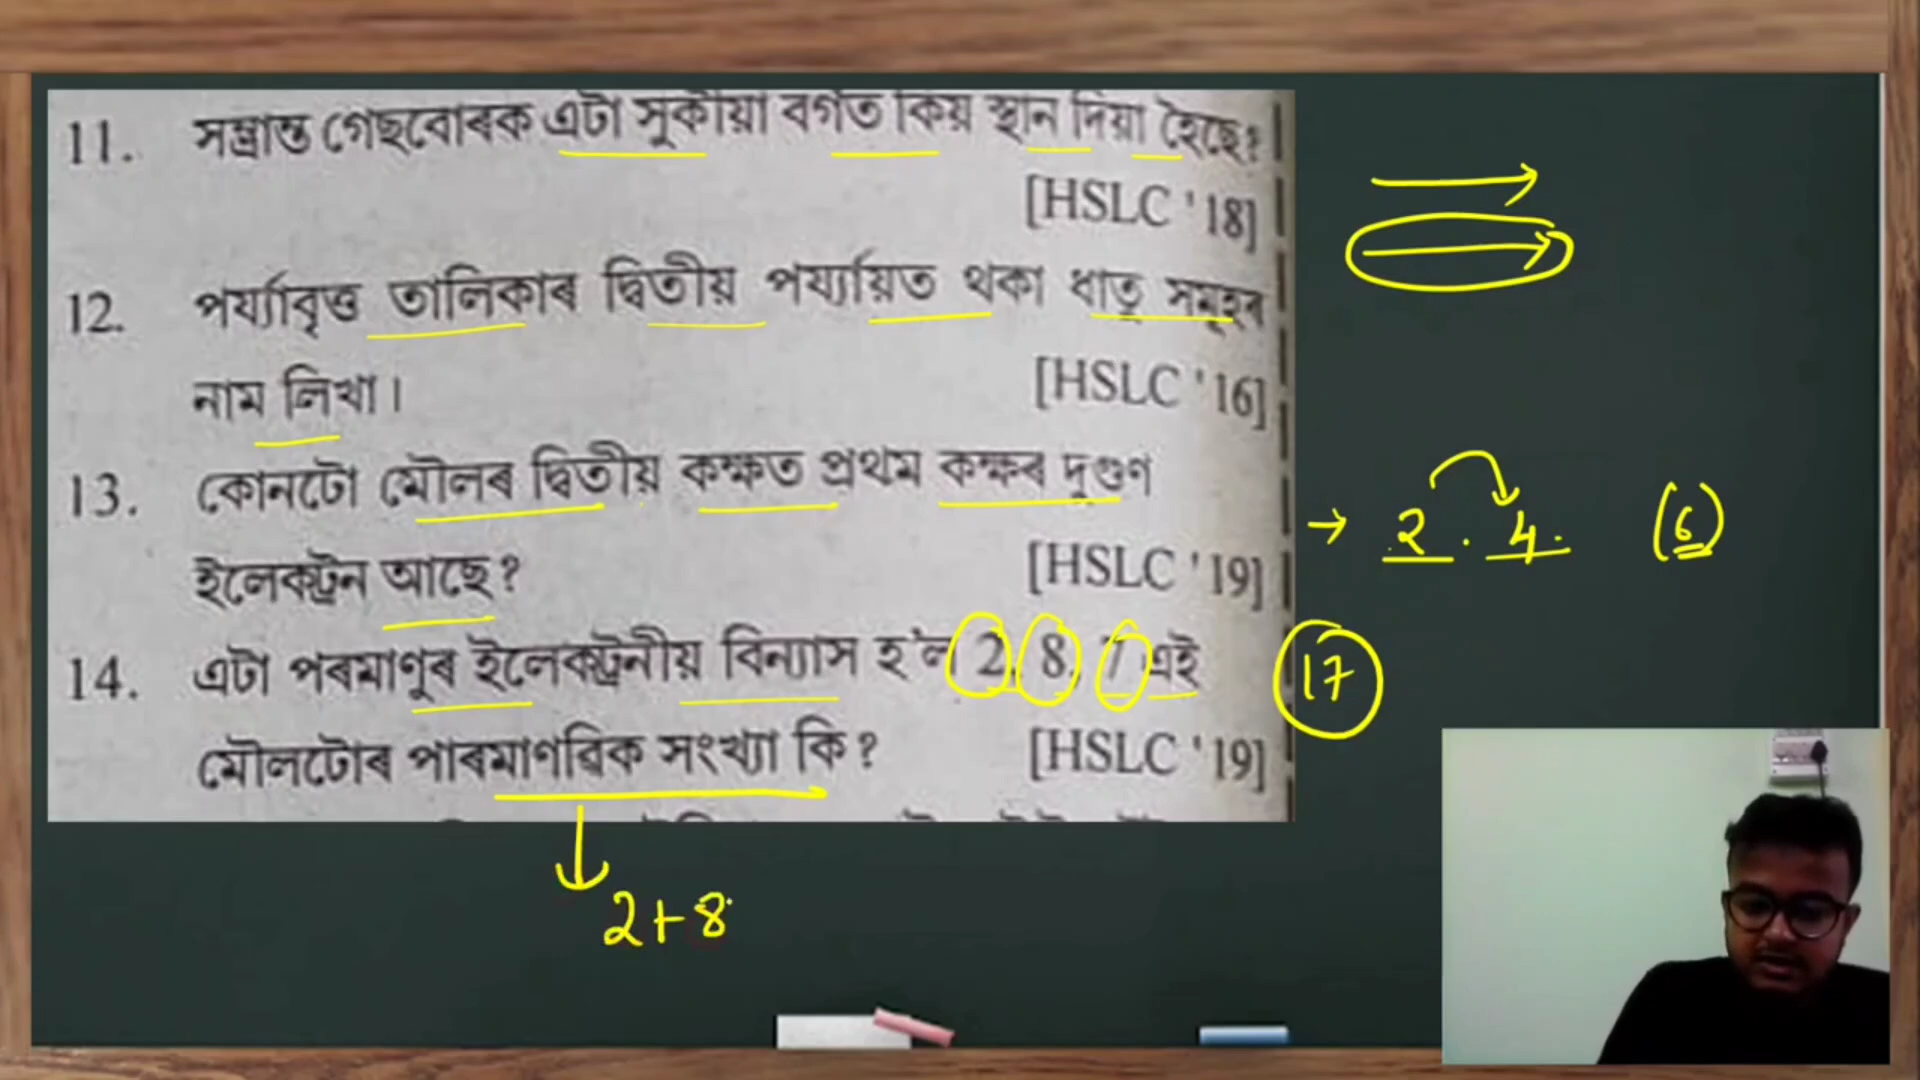 11. সম্ভ্ৰান্ত গেছবোৰক এটা সুকীয়া বৰ্গত কিয় স্থান দিয়া হৈছে?
[HSLC '18]
12. পৰ্য্যাবৃত্ত তালিকাৰ দ্বিতীয় পৰ্য্যায়ত থকা ধাতু সমূহৰ
নাম লিখা।
[HSLC '16]
13. কোনটো মৌলৰ দ্বিতীয় কক্ষত প্ৰথম কক্ষৰ দুগুণ
→ 2 . 4. (6)
ইলেকট্ৰন আছে?
[HSLC '19]
14. এটা পৰমাণুৰ ইলেকট্ৰনীয় বিন্যাস হ'ল 2, 8, 7 এই
17
মৌলটোৰ পাৰমাণৱিক সংখ্যা কি?
[HSLC '19]
2+8